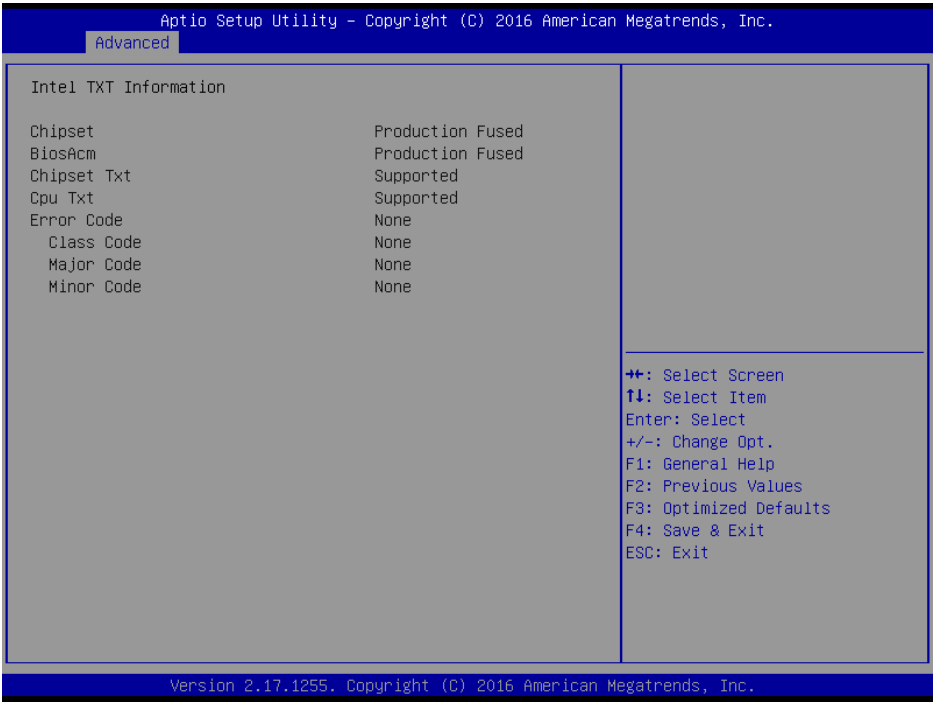 Aptio Setup Utility – Copyright (C) 2016 American Megatrends, Inc.
Advanced
Intel TXT Information
Chipset Production Fused
BiosAcm Production Fused
Chipset Txt Supported
Cpu Txt Supported
Error Code None
Class Code None
Major Code None
Minor Code None
→←: Select Screen
↑↓: Select Item
Enter: Select
+/-: Change Opt.
F1: General Help
F2: Previous Values
F3: Optimized Defaults
F4: Save & Exit
ESC: Exit
Version 2.17.1255. Copyright (C) 2016 American Megatrends, Inc.